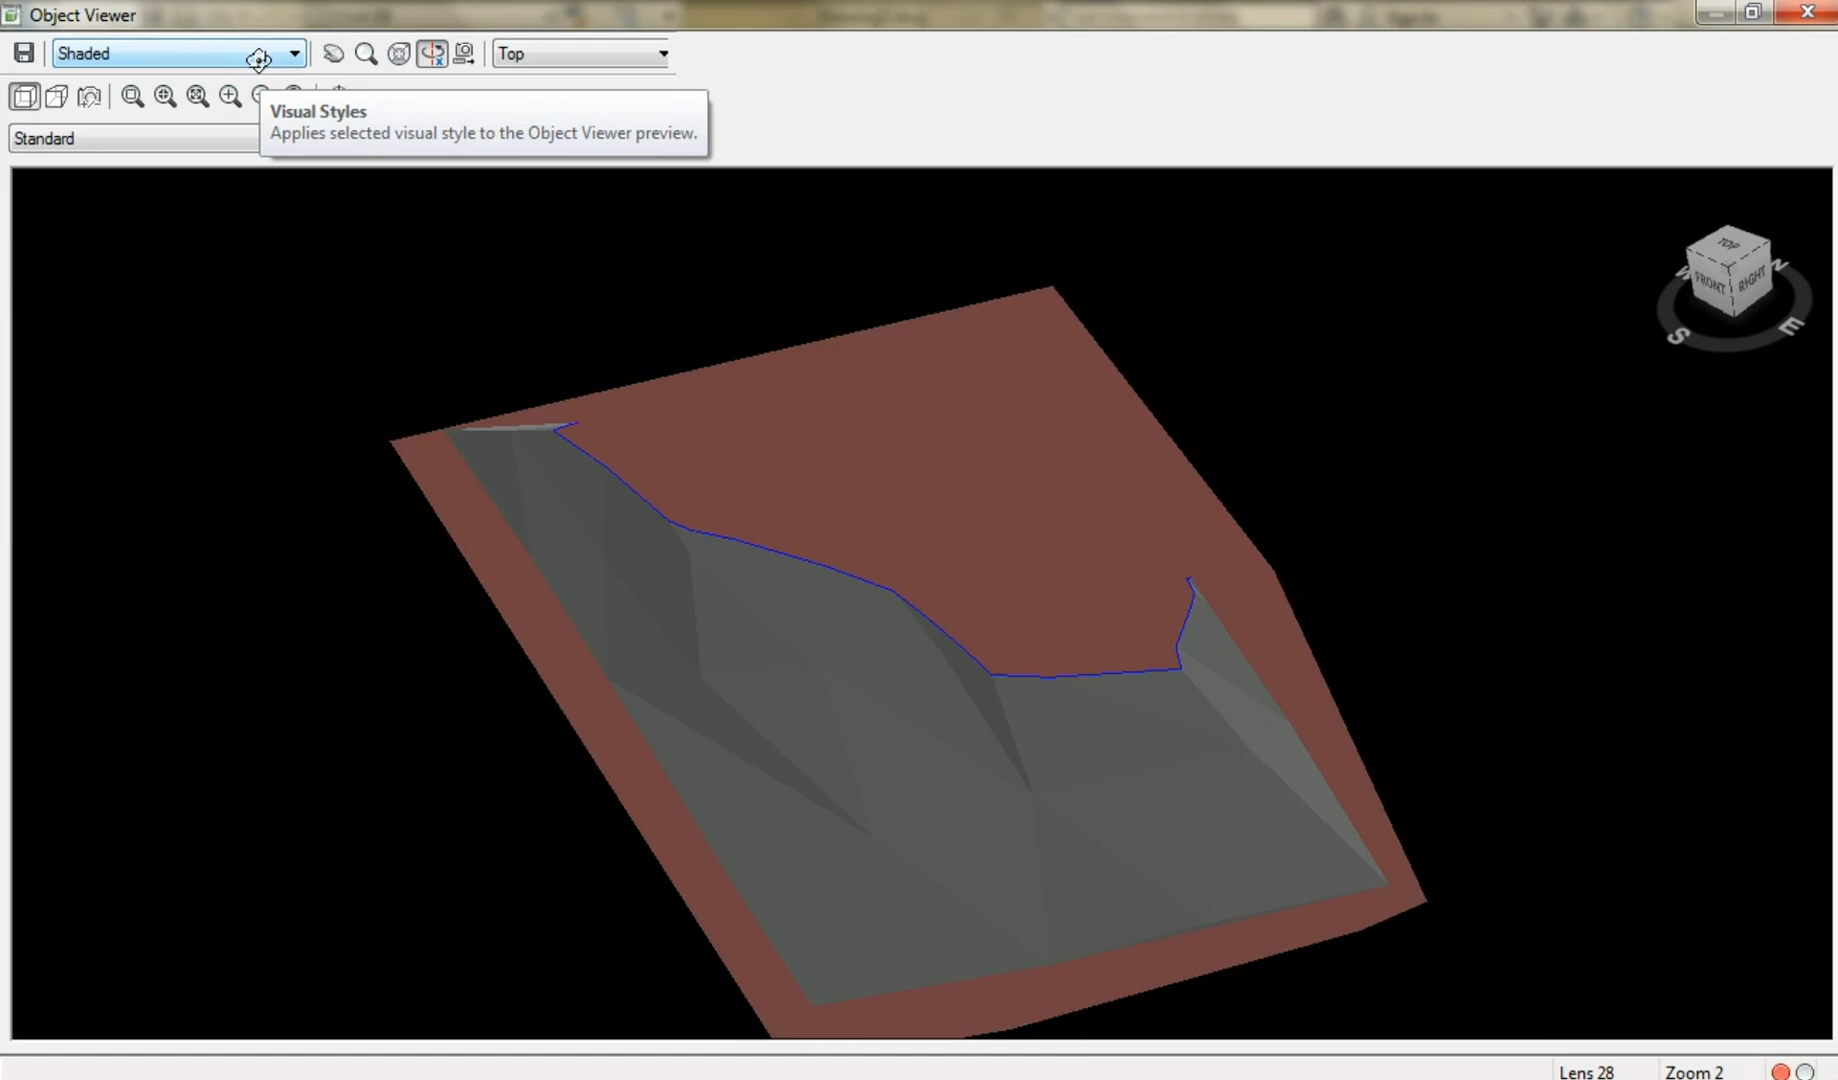 Object Viewer
Shaded
Top
Visual Styles
Applies selected visual style to the Object Viewer preview.
Standard
TOP
FRONT
RIGHT
W
N
S
E
Lens 28
Zoom 2